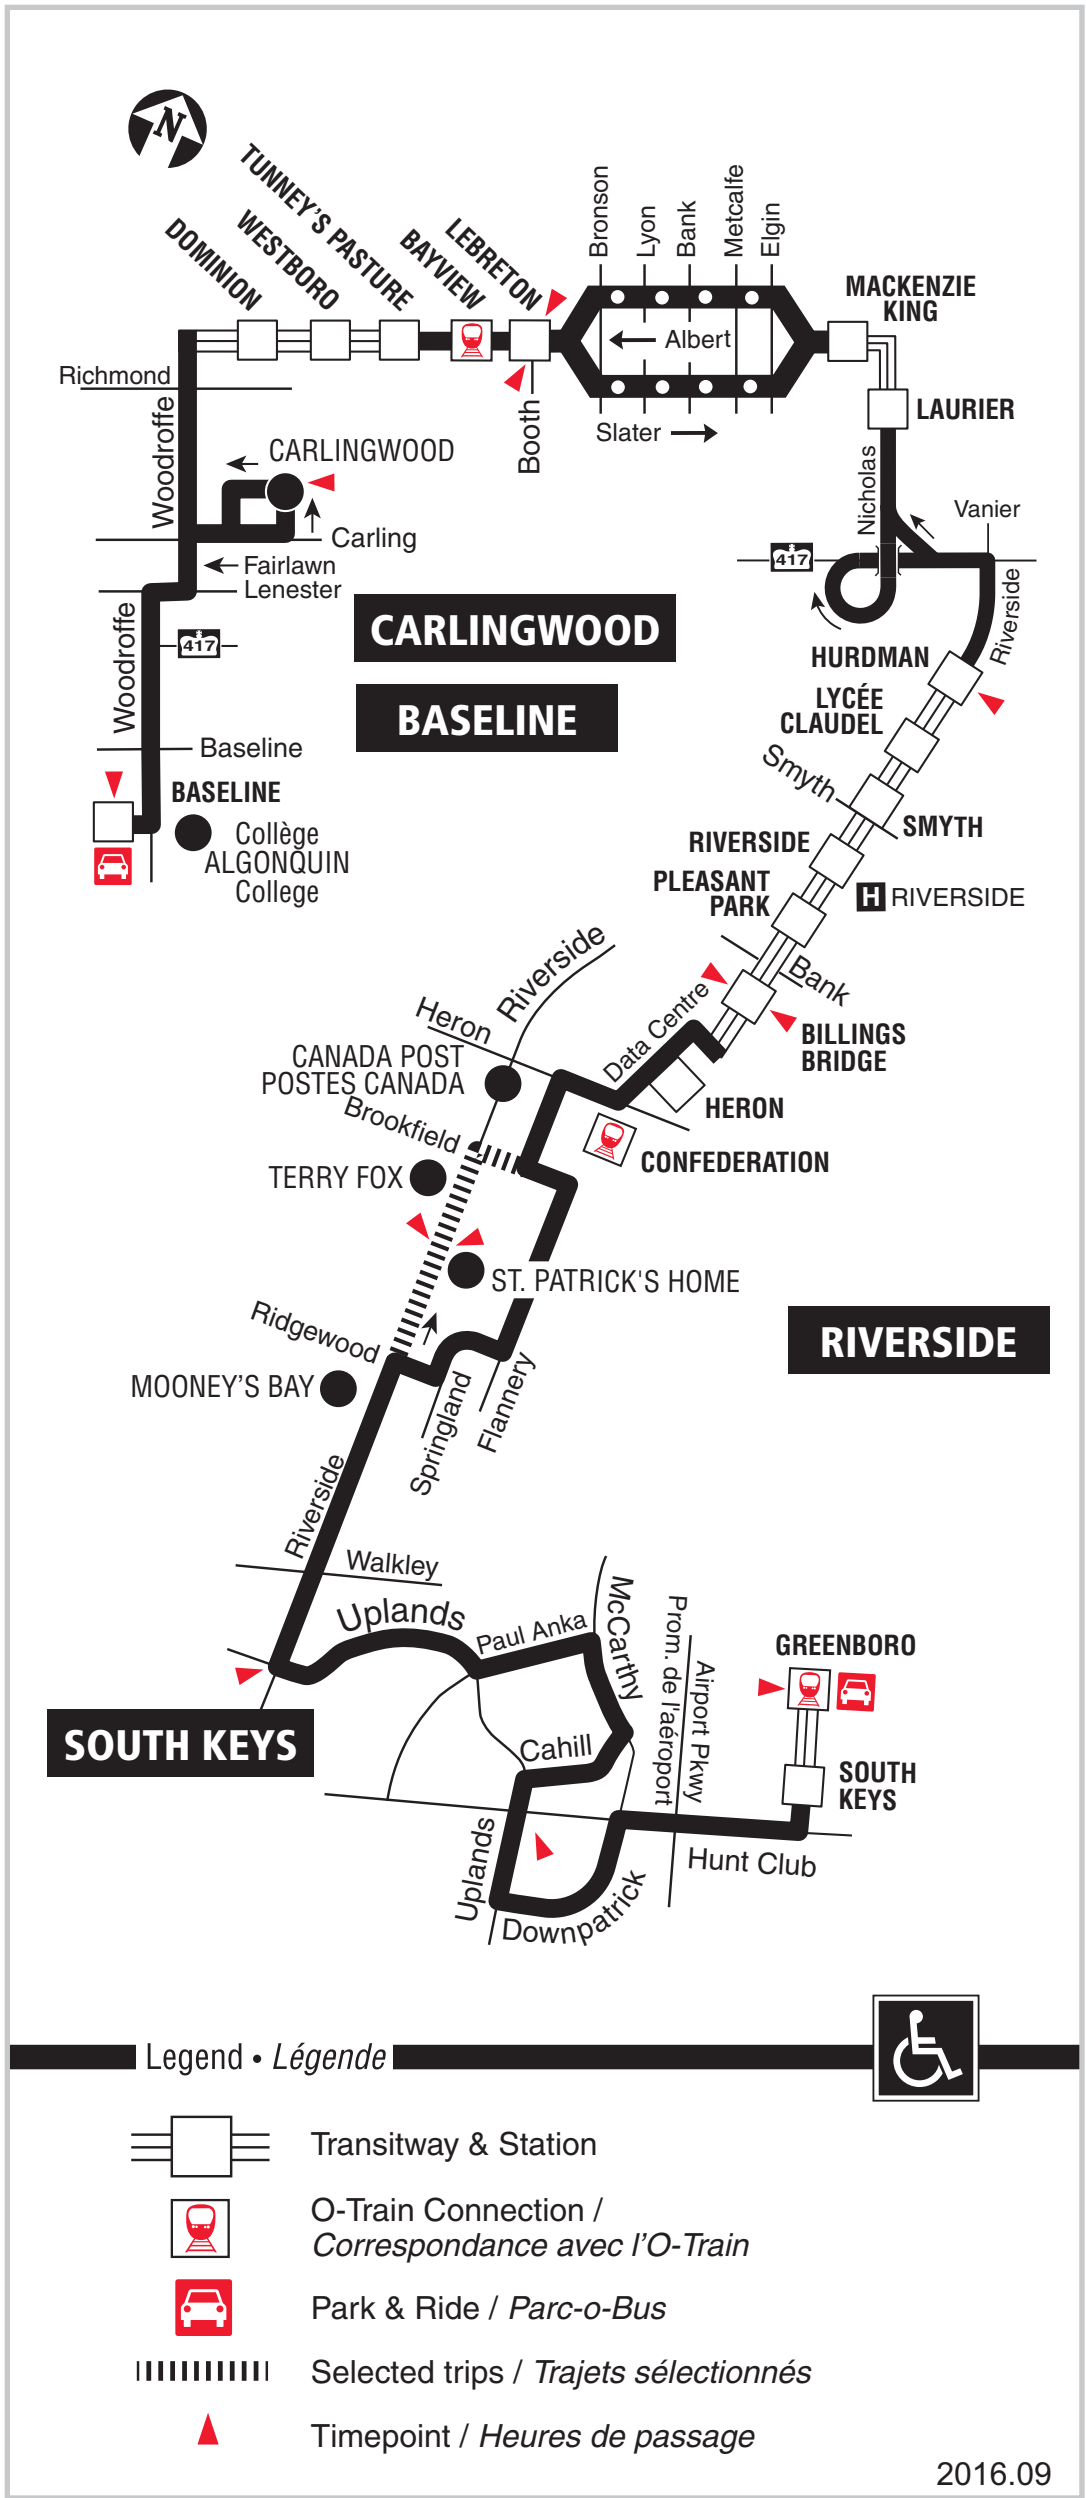 N
TUNNEY'S PASTURE
WESTBORO
DOMINION
BAYVIEW
LEBRETON
Bronson
Lyon
Bank
Metcalfe
Elgin
MACKENZIE
KING
Albert
Slater
Booth
LAURIER
Richmond
Woodroffe
CARLINGWOOD
Carling
Fairlawn
Lenester
Nicholas
Vanier
417
Riverside
417
Woodroffe
CARLINGWOOD
BASELINE
HURDMAN
LYCÉE
CLAUDEL
Smyth
SMYTH
Baseline
BASELINE
Collège
ALGONQUIN
College
RIVERSIDE
PLEASANT
PARK
H RIVERSIDE
Bank
BILLINGS
BRIDGE
Riverside
Heron
Data Centre
CANADA POST
POSTES CANADA
HERON
Brookfield
CONFEDERATION
TERRY FOX
ST. PATRICK'S HOME
Ridgewood
RIVERSIDE
MOONEY'S BAY
Springland
Flannery
Riverside
Walkley
Uplands
Paul Anka
McCarthy
Prom. de l'aéroport
Airport Pkwy
GREENBORO
SOUTH KEYS
Cahill
SOUTH
KEYS
Uplands
Downpatrick
Hunt Club
Legend • Légende
Transitway & Station
O-Train Connection /
Correspondance avec l'O-Train
Park & Ride / Parc-o-Bus
Selected trips / Trajets sélectionnés
Timepoint / Heures de passage
2016.09